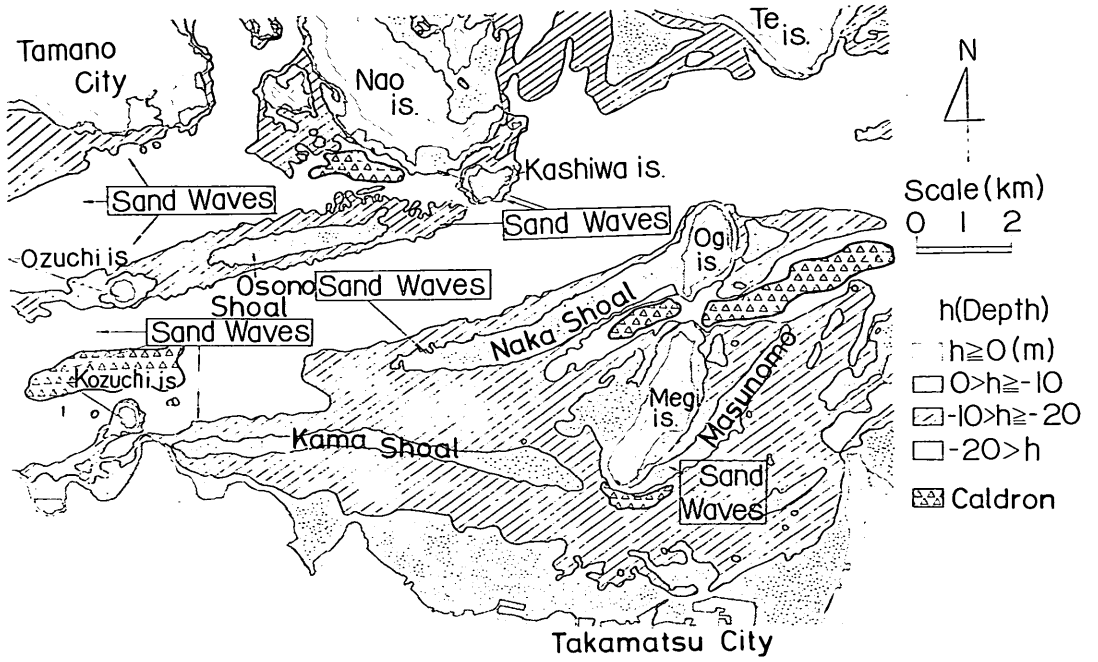 Te
is.
Tamano
City
Nao
is.
N
Kashiwa is.
Scale (km)
0 1 2
Sand Waves
Sand Waves
Ogi
is.
Ozuchi is.
Osono
Shoal
Sand Waves
Naka Shoal
Sand Waves
h(Depth)
h≧0 (m)
0>h≧-10
-10>h≧-20
-20>h
Caldron
Kozuchi is.
Megi
is.
Masunome
Kama Shoal
Sand
Waves
Takamatsu City